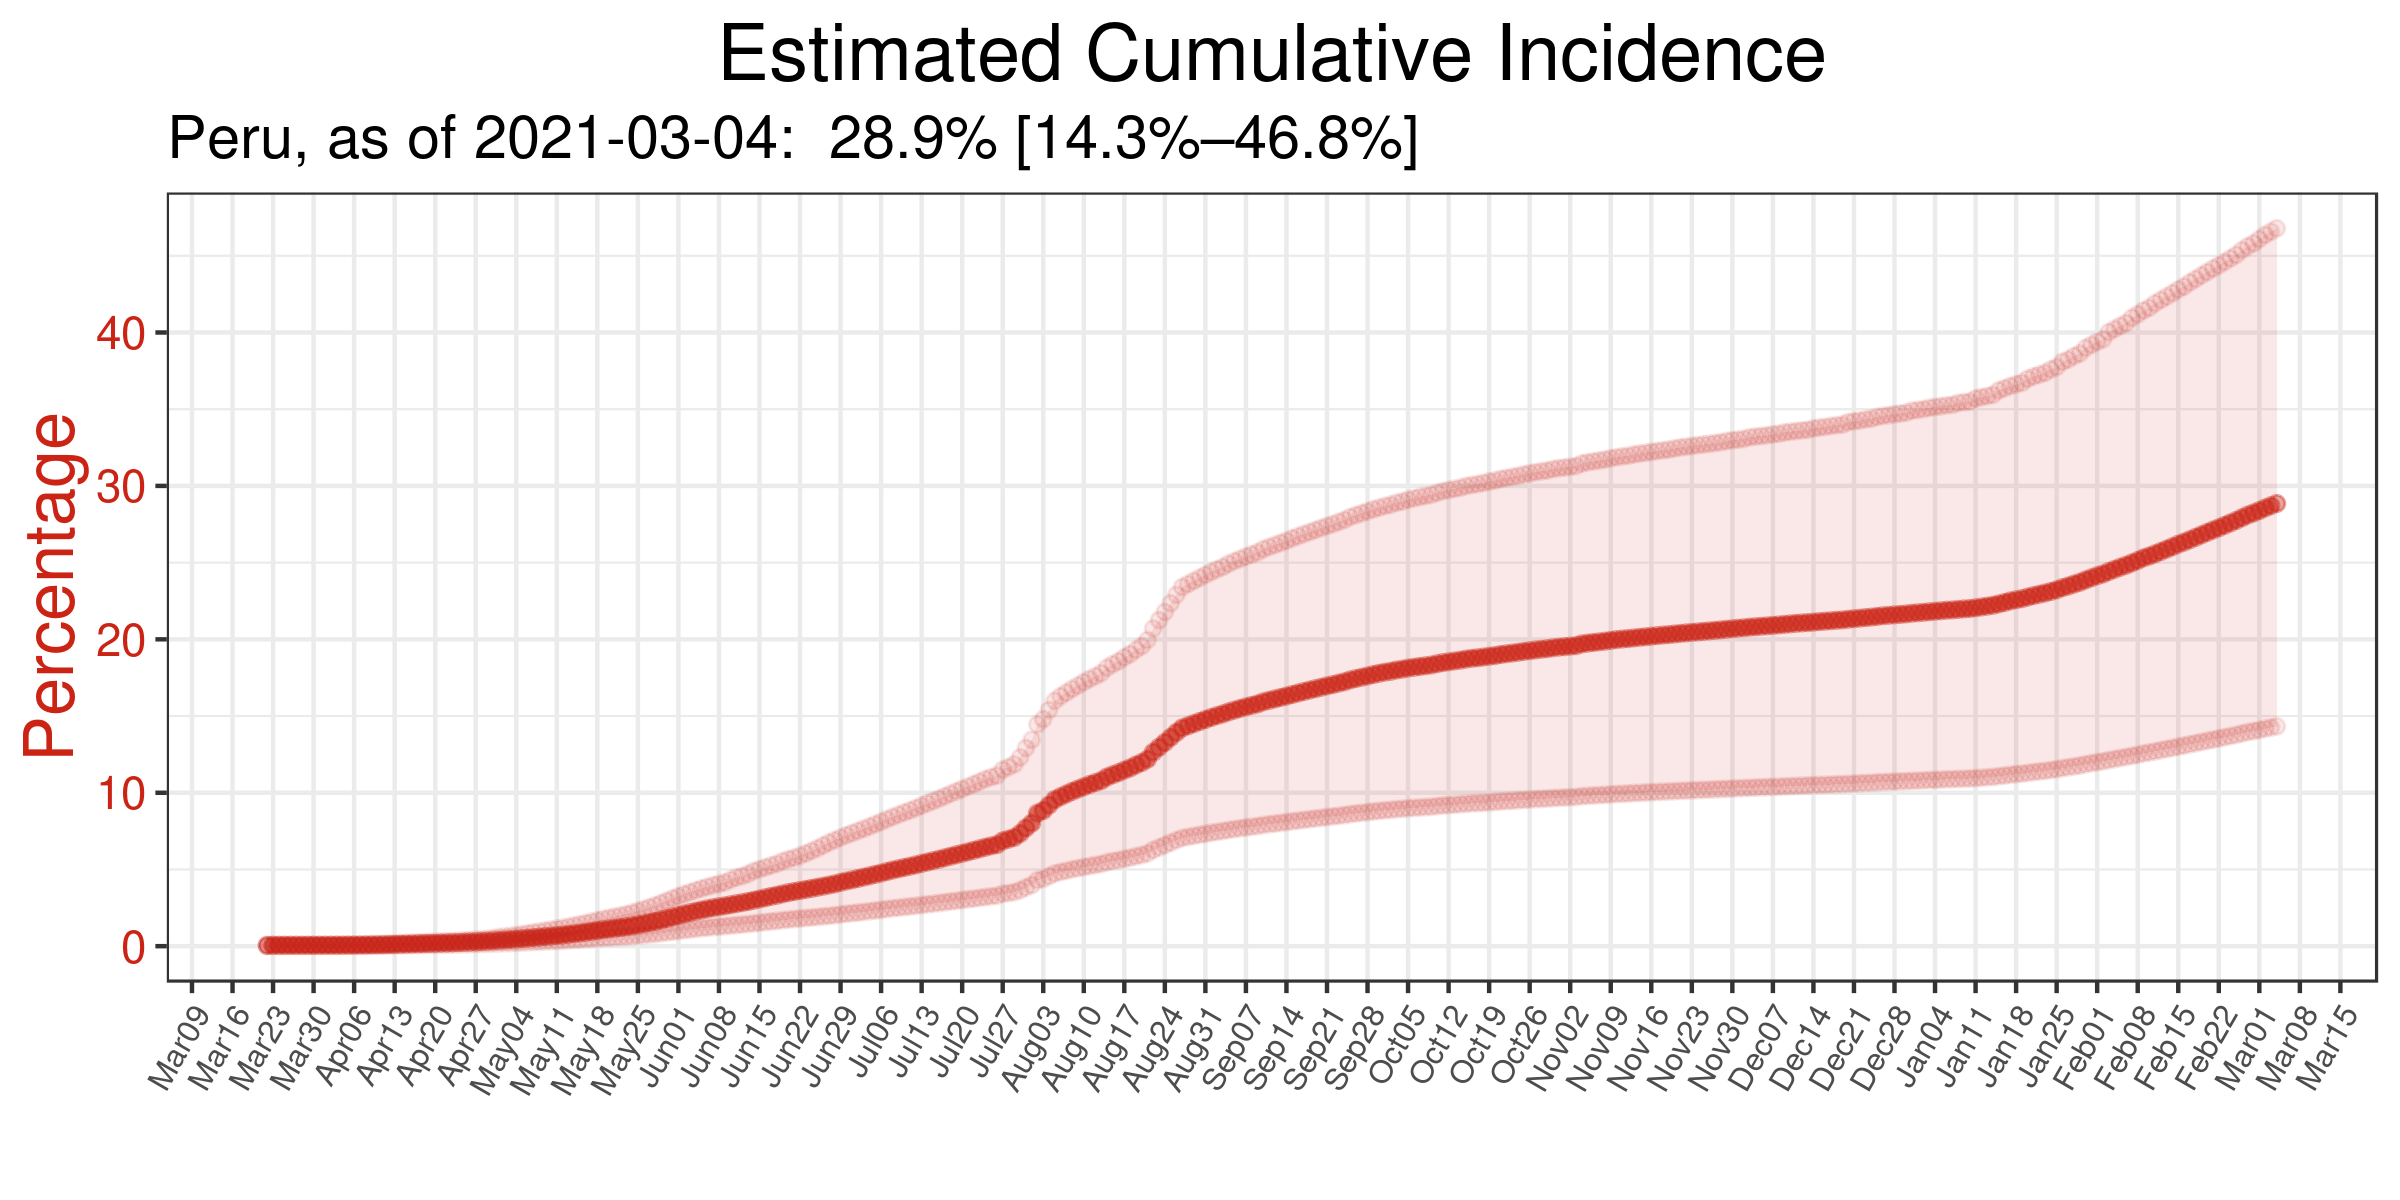 Estimated Cumulative Incidence
Peru, as of 2021-03-04:  28.9% [14.3%–46.8%]
Percentage
40
30
20
10
0
Mar09 Mar16 Mar23 Mar30 Apr06 Apr13 Apr20 Apr27 May04 May11 May18 May25 Jun01 Jun08 Jun15 Jun22 Jun29 Jul06 Jul13 Jul20 Jul27 Aug03 Aug10 Aug17 Aug24 Aug31 Sep07 Sep14 Sep21 Sep28 Oct05 Oct12 Oct19 Oct26 Nov02 Nov09 Nov16 Nov23 Nov30 Dec07 Dec14 Dec21 Dec28 Jan04 Jan11 Jan18 Jan25 Feb01 Feb08 Feb15 Feb22 Mar01 Mar08 Mar15